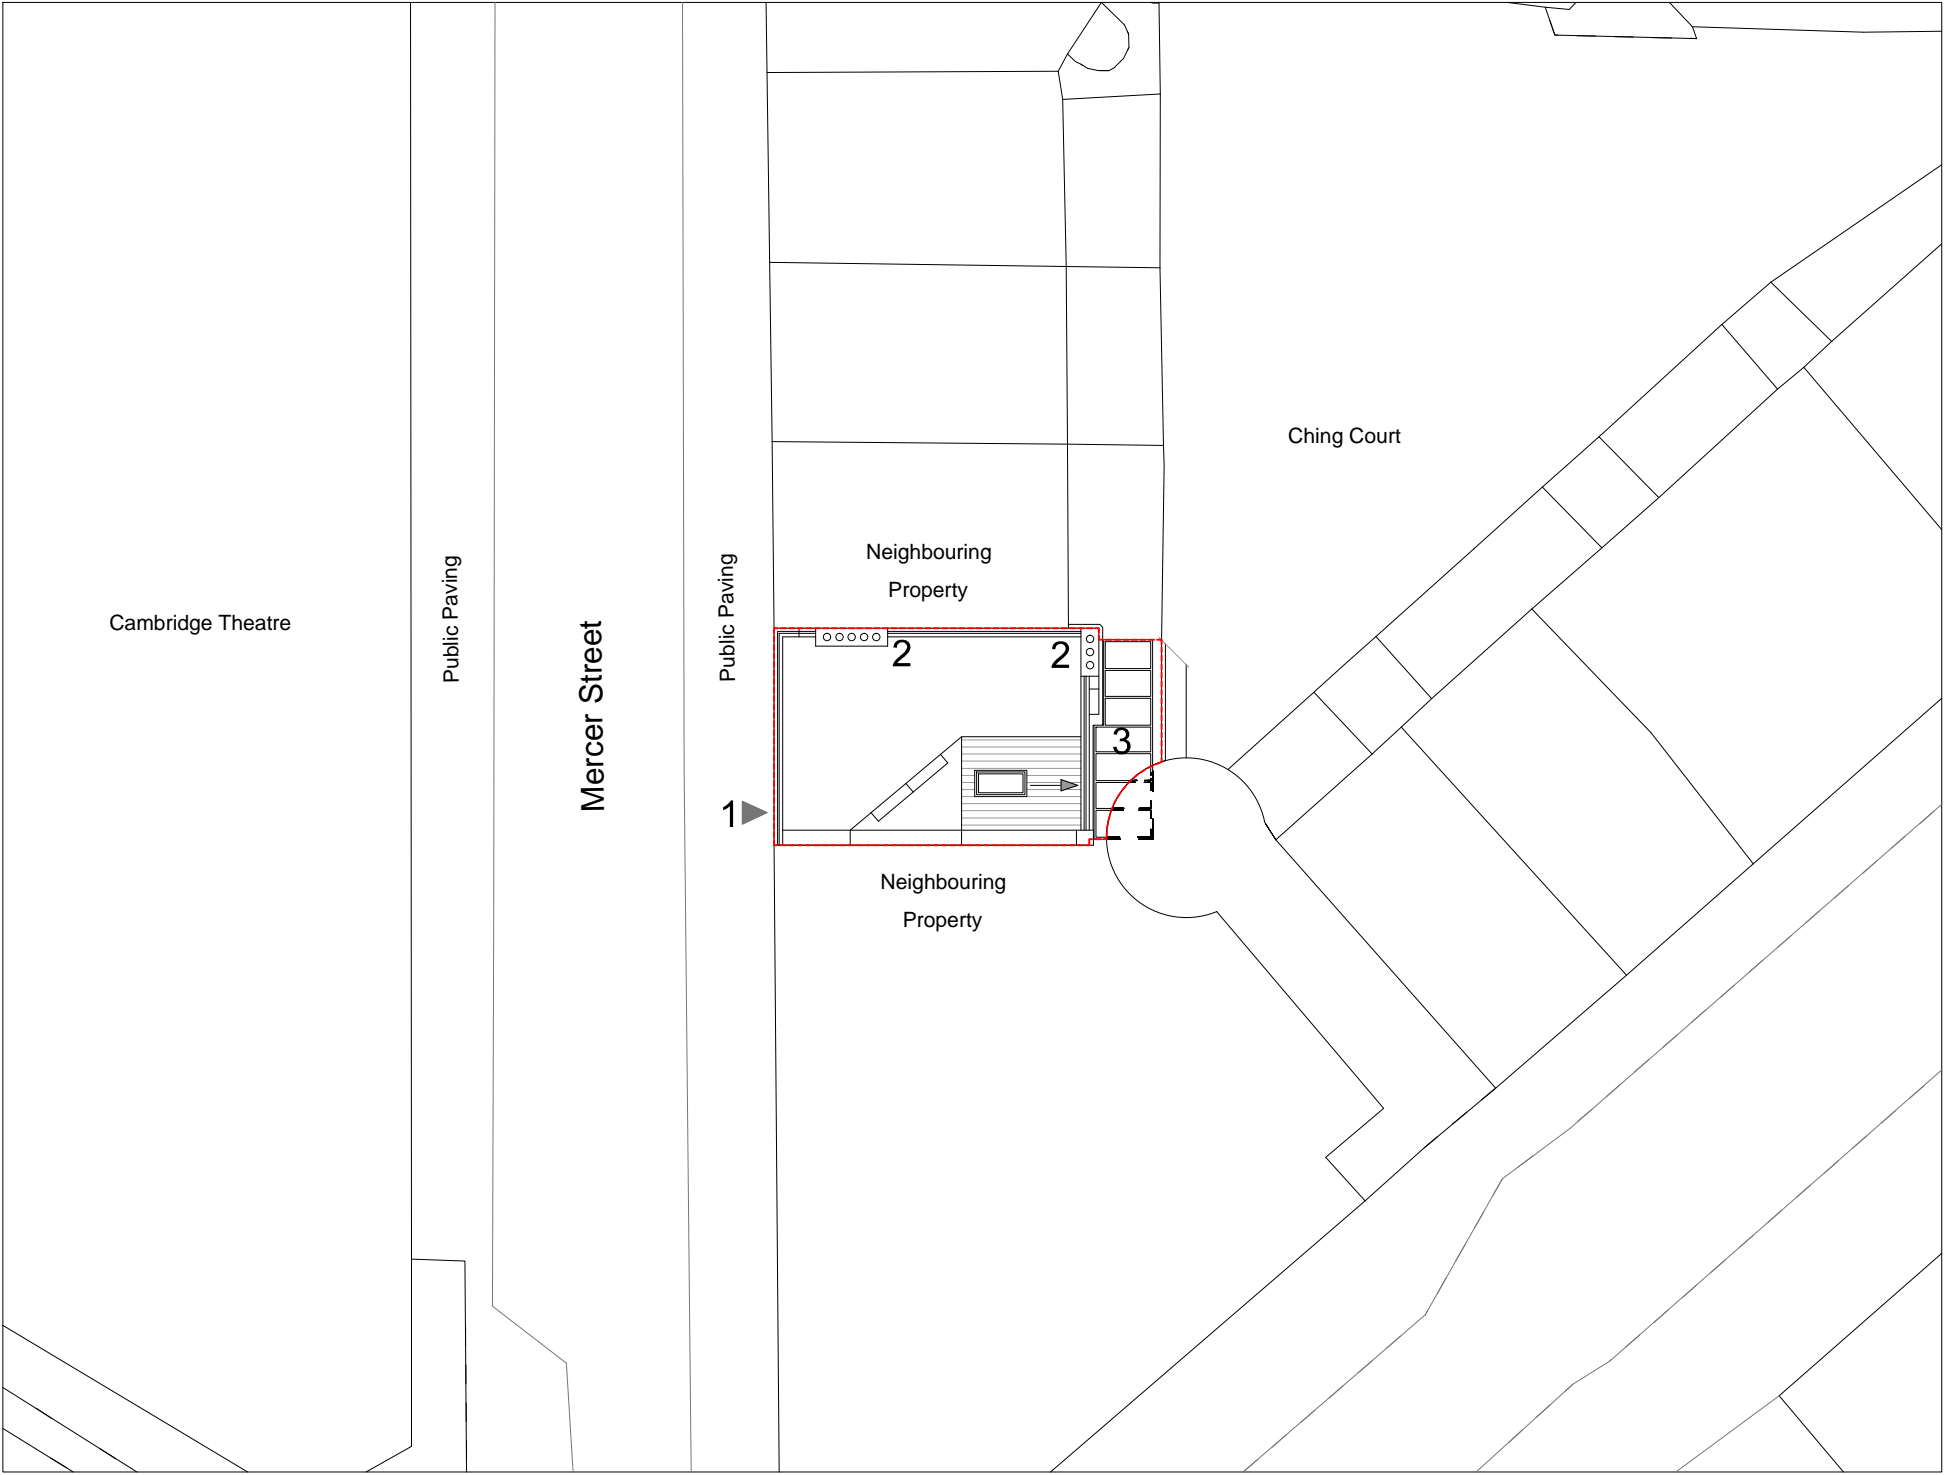 Ching Court
Neighbouring
Property
Cambridge Theatre
Public Paving
Mercer Street
Public Paving
2
2
3
1
Neighbouring
Property